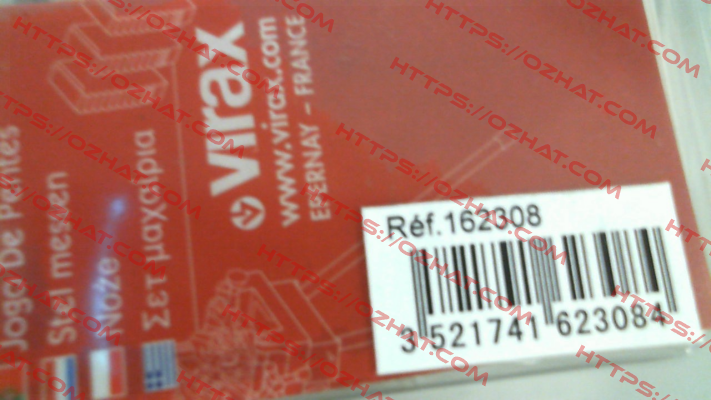 virax
www.virax.com
EPERNAY - FRANCE
Jogo De Pentes
Stel messen
Noże
Σετ μαχαίρια
Réf.162308
3 521741 623084
HTTPS://OZHAT.COM